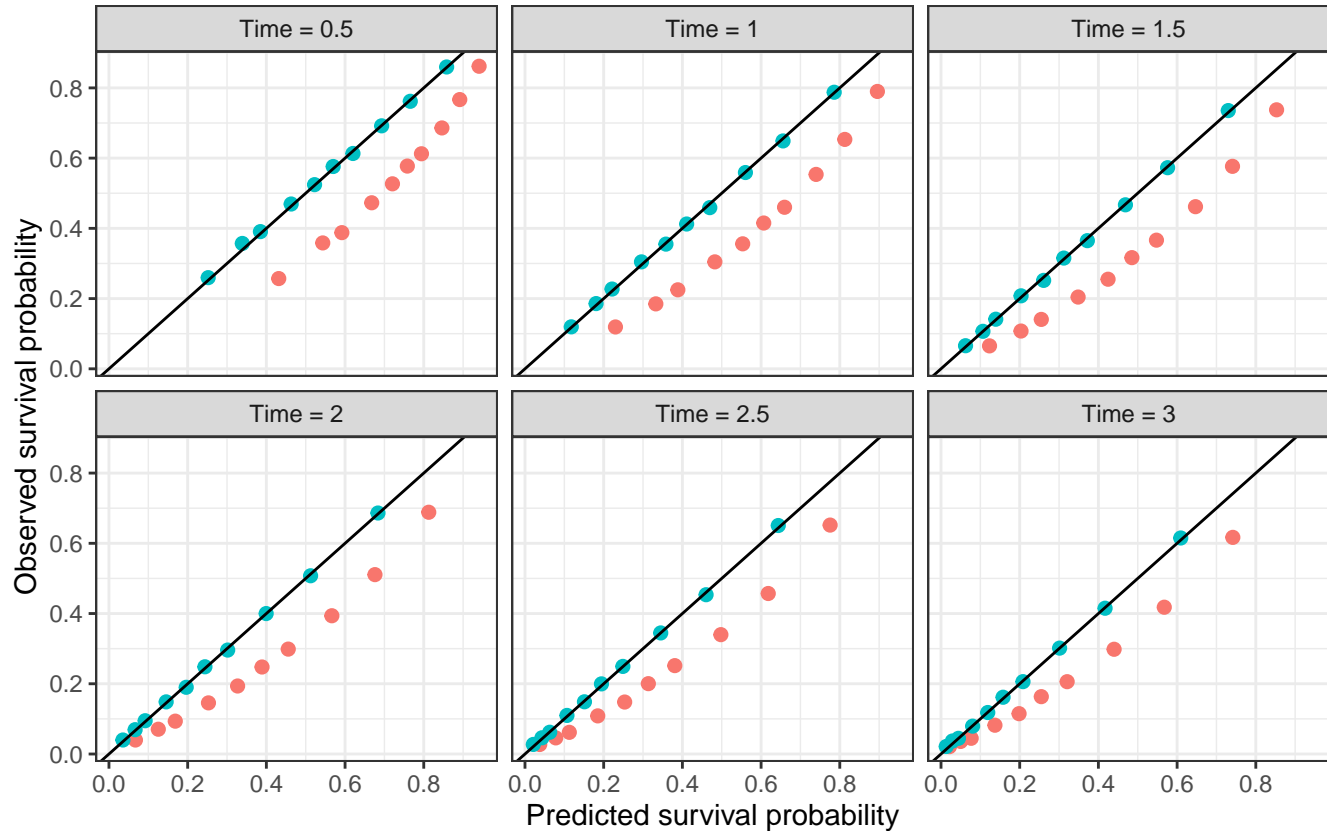 Time = 0.5
Time = 1
Time = 1.5
0.8
0.6
0.4
0.2
0.0
Time = 2
Time = 2.5
Time = 3
0.8
0.6
0.4
0.2
0.0
0.0 0.2 0.4 0.6 0.8
0.0 0.2 0.4 0.6 0.8
0.0 0.2 0.4 0.6 0.8
Observed survival probability
Predicted survival probability